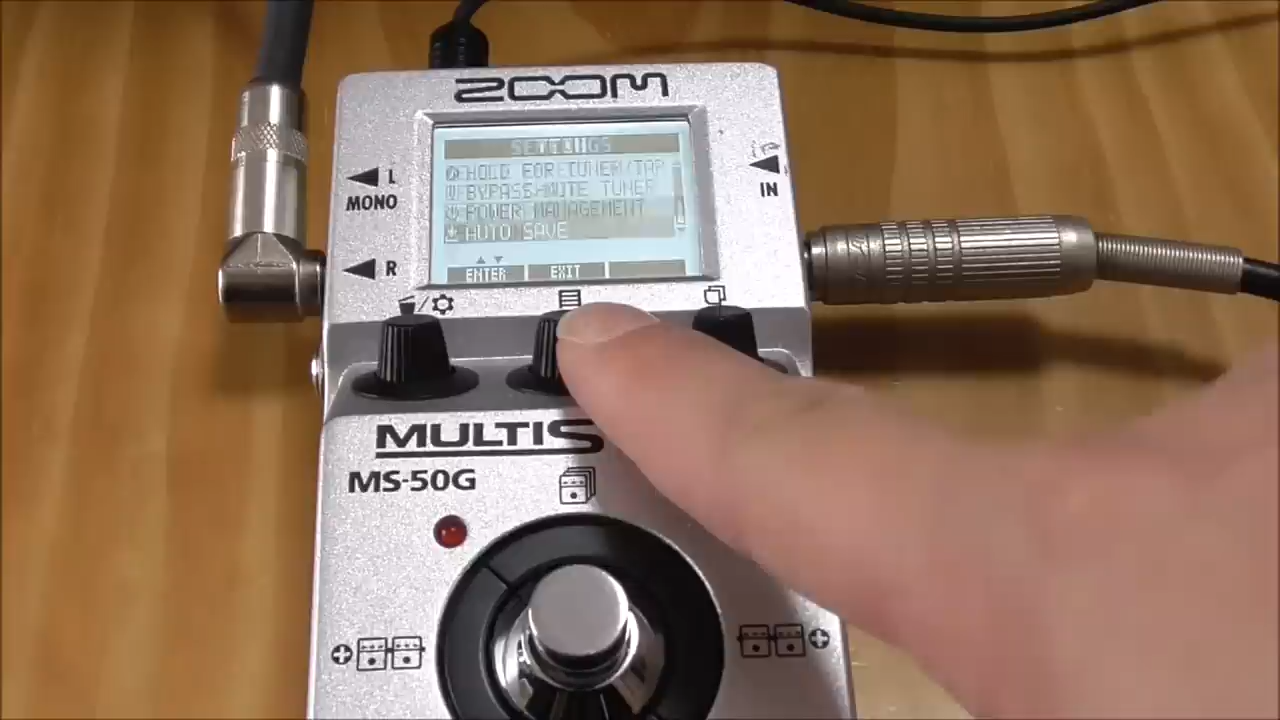 ZOOM
SETTINGS
HOLD FOR TUNER/TAP
BYPASS/MUTE TUNER
POWER MANAGEMENT
AUTO SAVE
ENTER EXIT
L
MONO
R
IN
MULTIS
MS-50G